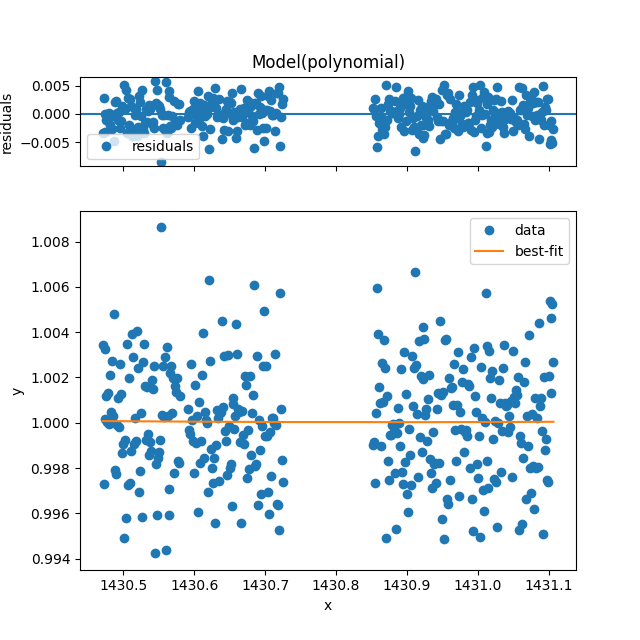 Model(polynomial)
0.005
0.000
−0.005
residuals
residuals
1.008
1.006
1.004
1.002
1.000
0.998
0.996
0.994
y
data
best-fit
1430.5 1430.6 1430.7 1430.8 1430.9 1431.0 1431.1
x